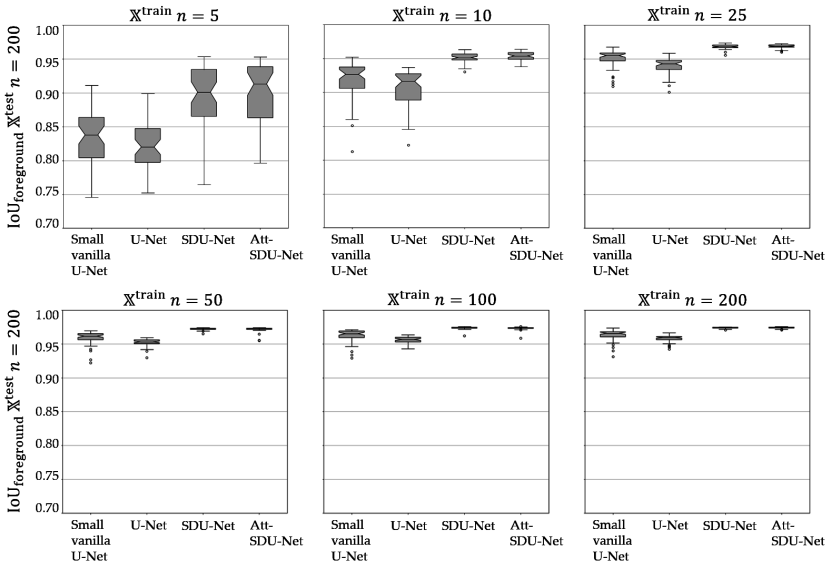 𝕏train n = 5
𝕏train n = 10
𝕏train n = 25
IoUforeground 𝕏test n = 200
1.00
0.95
0.90
0.85
0.80
0.75
0.70
Small vanilla U-Net
U-Net
SDU-Net
Att-SDU-Net
Small vanilla U-Net
U-Net
SDU-Net
Att-SDU-Net
Small vanilla U-Net
U-Net
SDU-Net
Att-SDU-Net
𝕏train n = 50
𝕏train n = 100
𝕏train n = 200
IoUforeground 𝕏test n = 200
1.00
0.95
0.90
0.85
0.80
0.75
0.70
Small vanilla U-Net
U-Net
SDU-Net
Att-SDU-Net
Small vanilla U-Net
U-Net
SDU-Net
Att-SDU-Net
Small vanilla U-Net
U-Net
SDU-Net
Att-SDU-Net